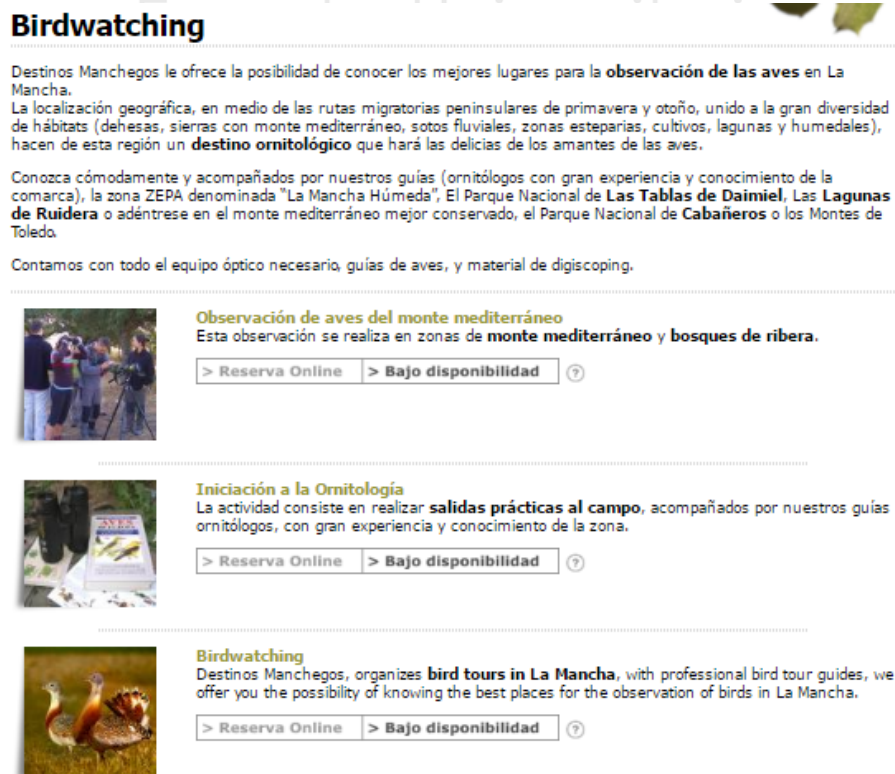 Birdwatching
Destinos Manchegos le ofrece la posibilidad de conocer los mejores lugares para la observación de las aves en La
Mancha.
La localización geográfica, en medio de las rutas migratorias peninsulares de primavera y otoño, unido a la gran diversidad
de hábitats (dehesas, sierras con monte mediterráneo, sotos fluviales, zonas esteparias, cultivos, lagunas y humedales),
hacen de esta región un destino ornitológico que hará las delicias de los amantes de las aves.
Conozca cómodamente y acompañados por nuestros guías (ornitólogos con gran experiencia y conocimiento de la
comarca), la zona ZEPA denominada "La Mancha Húmeda", El Parque Nacional de Las Tablas de Daimiel, Las Lagunas
de Ruidera o adéntrese en el monte mediterráneo mejor conservado, el Parque Nacional de Cabañeros o los Montes de
Toledo.
Contamos con todo el equipo óptico necesario, guías de aves, y material de digiscoping.
Observación de aves del monte mediterráneo
Esta observación se realiza en zonas de monte mediterráneo y bosques de ribera.
> Reserva Online > Bajo disponibilidad ?
Iniciación a la Ornitología
La actividad consiste en realizar salidas prácticas al campo, acompañados por nuestros guías
ornitólogos, con gran experiencia y conocimiento de la zona.
AVES
> Reserva Online > Bajo disponibilidad ?
Birdwatching
Destinos Manchegos, organizes bird tours in La Mancha, with professional bird tour guides, we
offer you the possibility of knowing the best places for the observation of birds in La Mancha.
> Reserva Online > Bajo disponibilidad ?